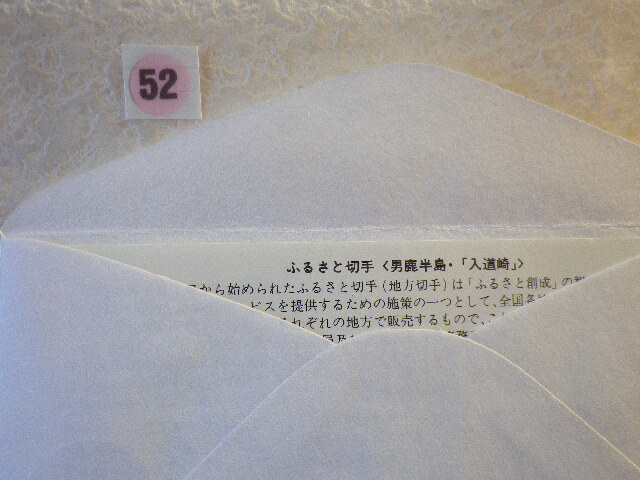 52
ふるさと切手〈男鹿半島・「入道崎」〉
から始められたふるさと切手(地方切手)は「ふるさと創成」の
ビスを提供するための施策の一つとして、全国各
れぞれの地方で販売するもので、